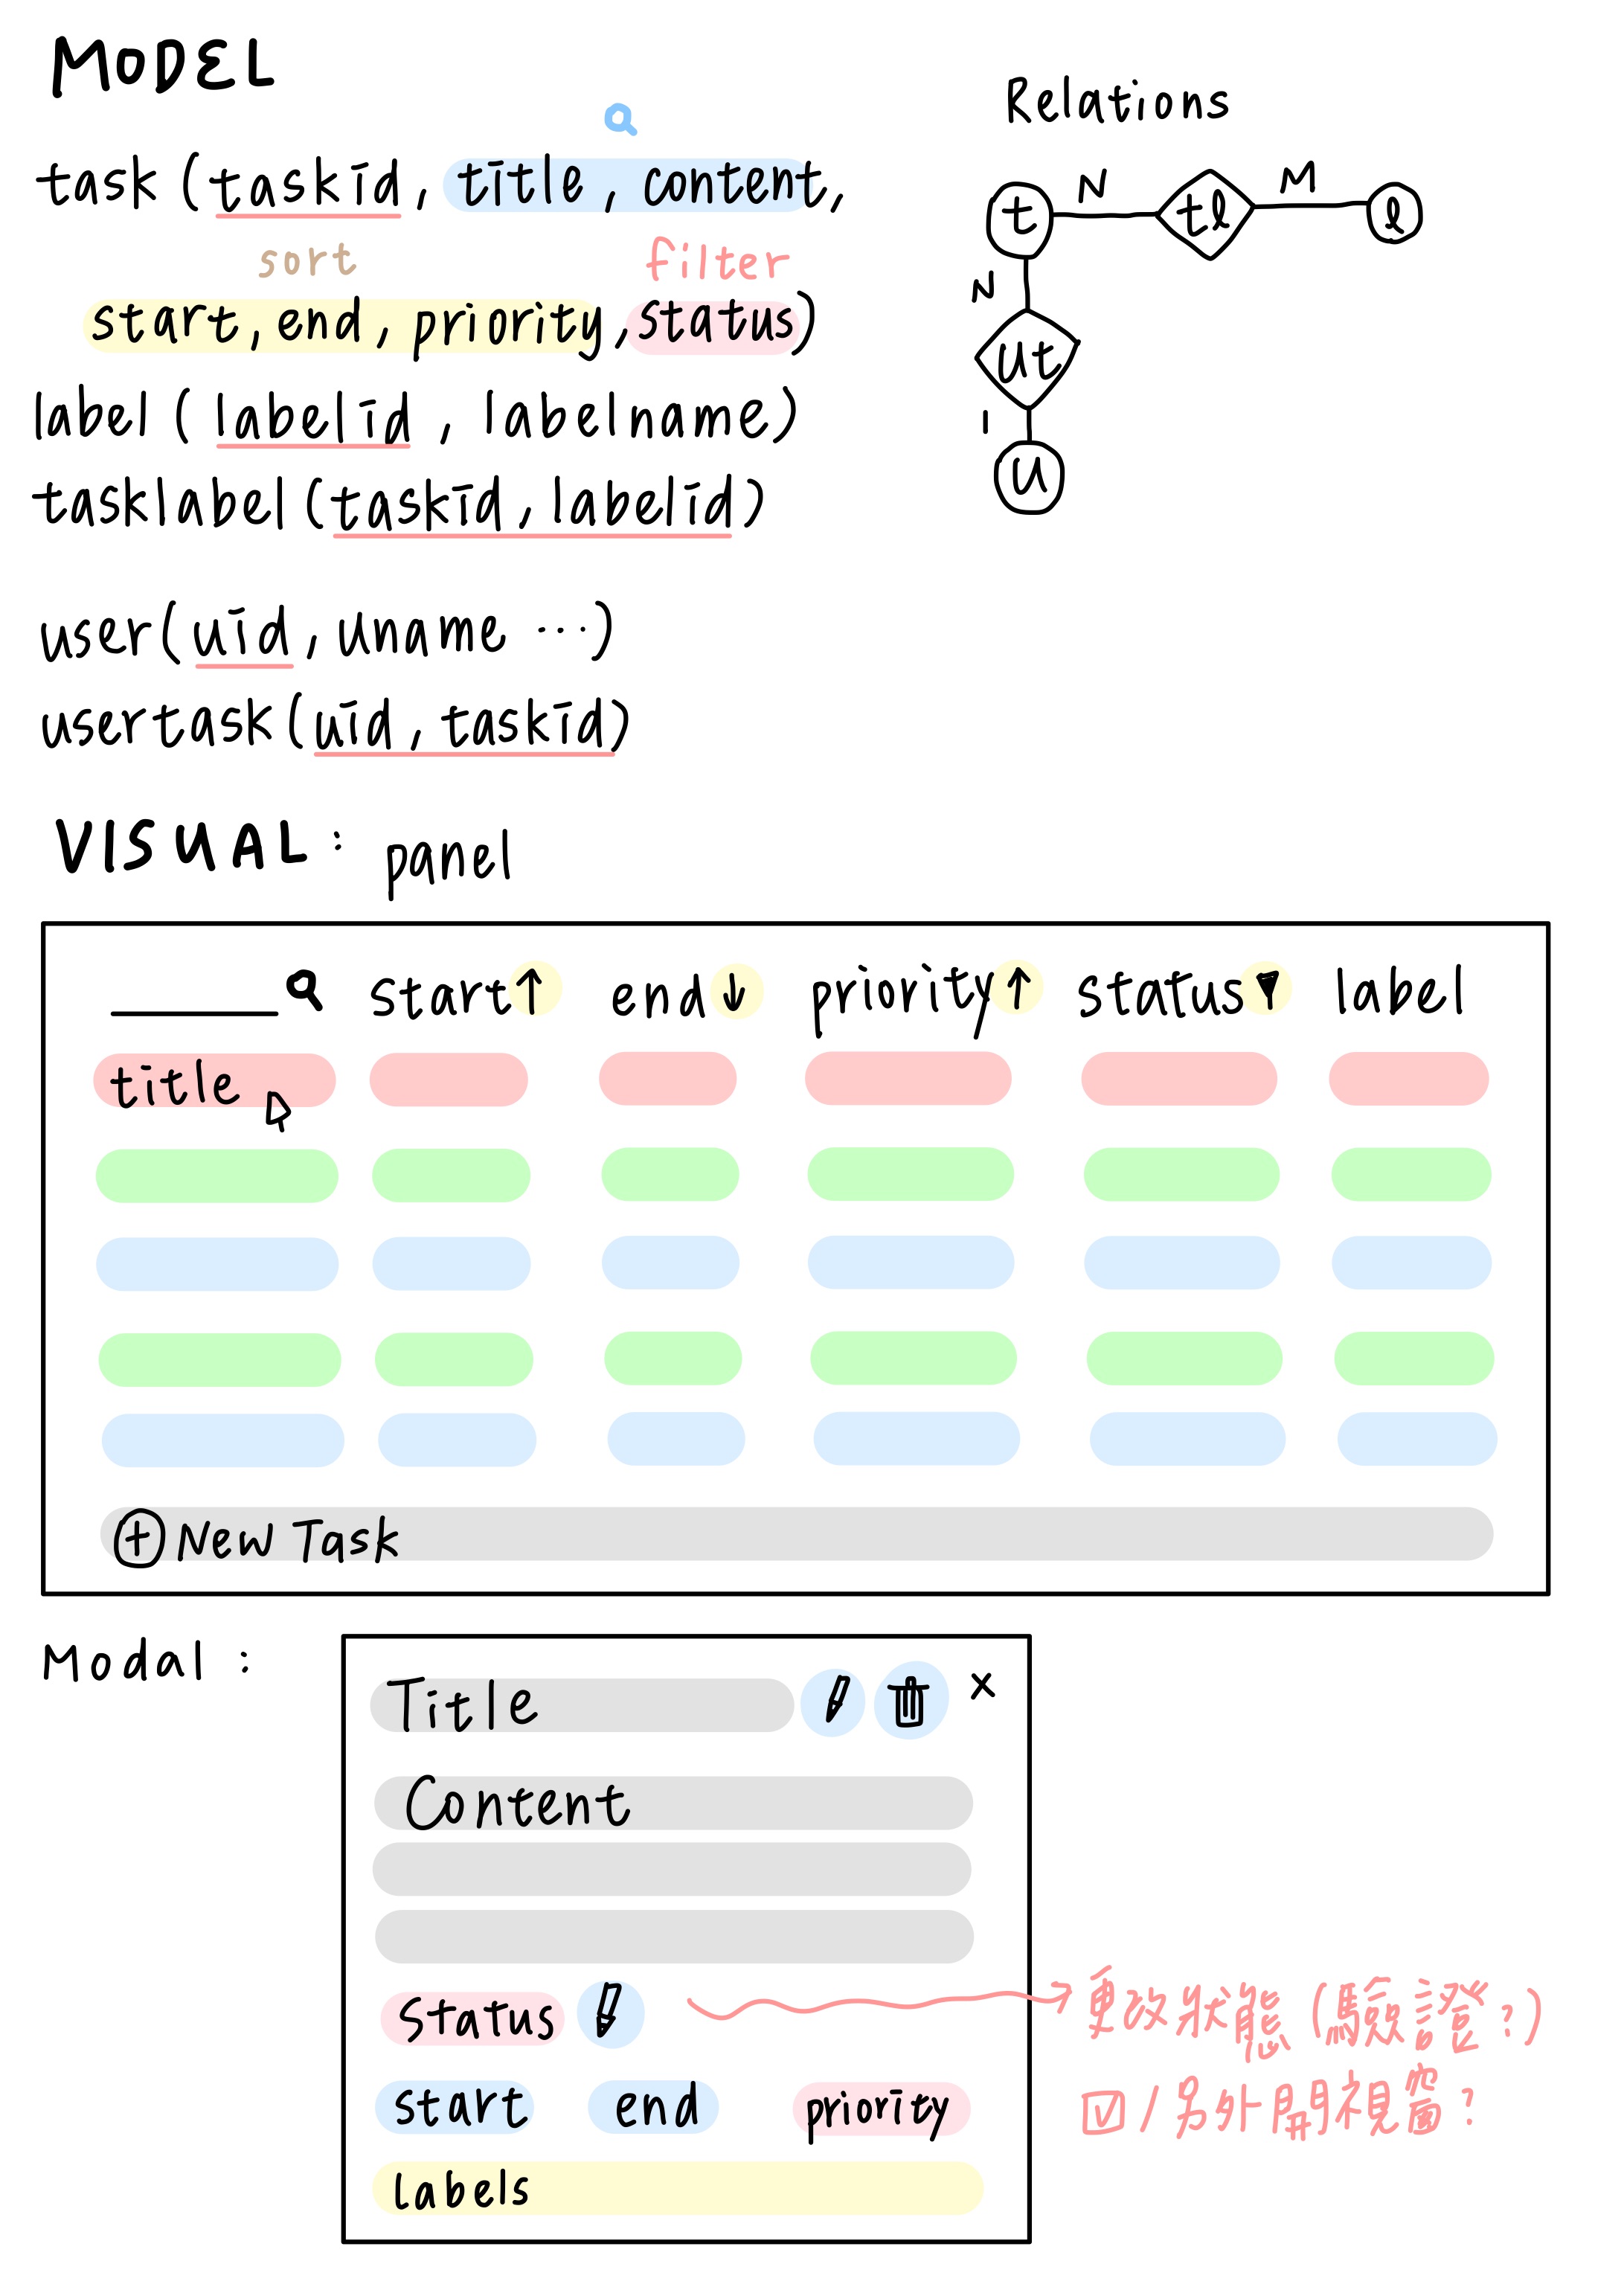 MODEL
task (taskid, title, content,
sort filter
start, end, priority, status)
label (labelid, labelname)
tasklabel(taskid, labelid)
user(uid, uname ...)
usertask(uid, taskid)
Relations
t N tl M l
N
ut
1
u
VISUAL: panel
start↑ end↓ priority↑ status▼ label
title
+ New Task
Modal:
Title ×
Content
Status
更改狀態(驗證?)
☑/另外開視窗?
start end priority
labels